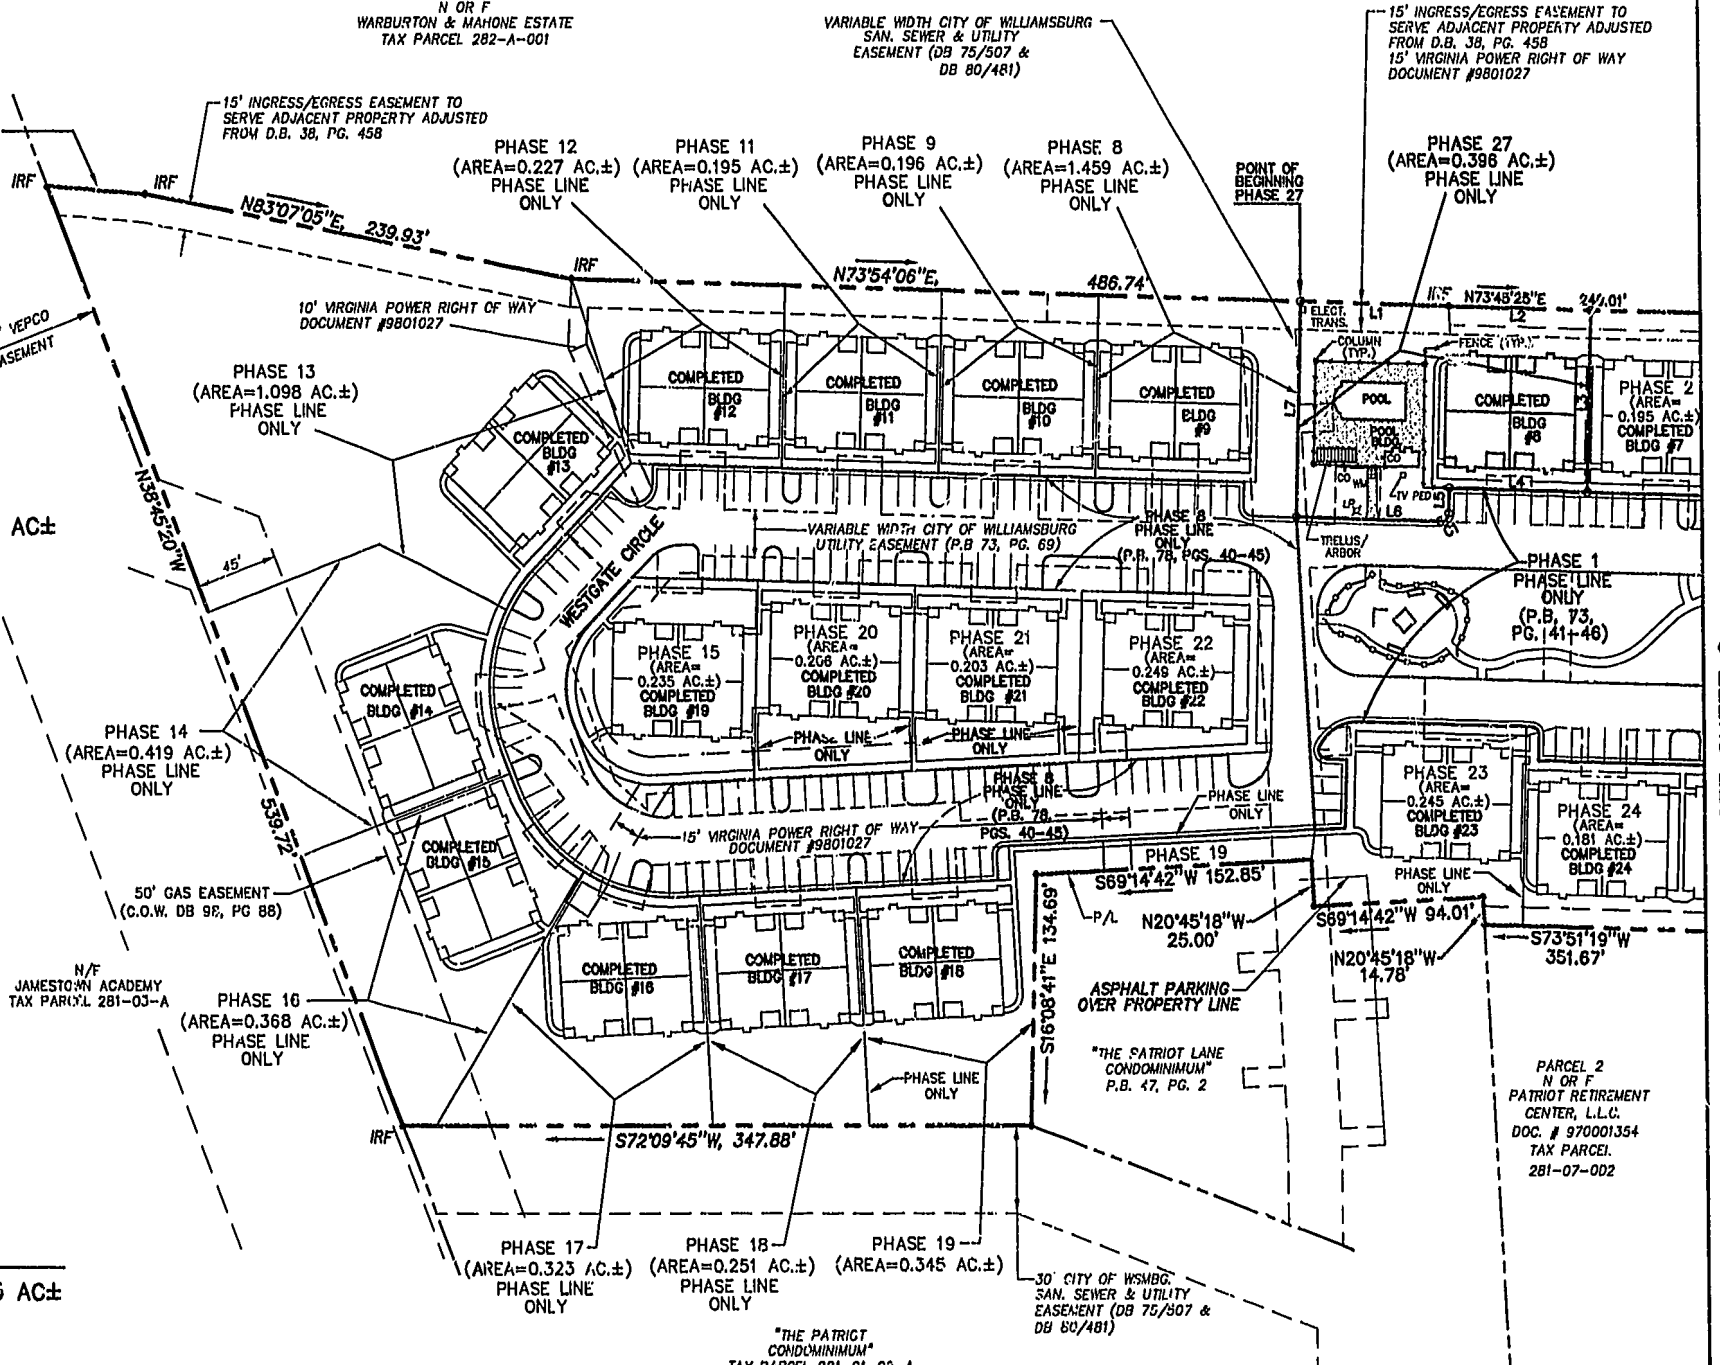 N OR F
WARBURTON & MAHONE ESTATE
TAX PARCEL 282-A-001
VARIABLE WIDTH CITY OF WILLIAMSBURG
SAN. SEWER & UTILITY
EASEMENT (DB 75/507 &
DB 80/481)
15' INGRESS/EGRESS EASEMENT TO
SERVE ADJACENT PROPERTY ADJUSTED
FROM D.B. 38, PG. 458
15' VIRGINIA POWER RIGHT OF WAY
DOCUMENT #9801027
15' INGRESS/EGRESS EASEMENT TO
SERVE ADJACENT PROPERTY ADJUSTED
FROM D.B. 38, PG. 458
PHASE 12
(AREA=0.227 AC.±)
PHASE LINE
ONLY
PHASE 11
(AREA=0.195 AC.±)
PHASE LINE
ONLY
PHASE 9
(AREA=0.196 AC.±)
PHASE LINE
ONLY
PHASE 8
(AREA=1.459 AC.±)
PHASE LINE
ONLY
POINT OF
BEGINNING
PHASE 27
PHASE 27
(AREA=0.396 AC.±)
PHASE LINE
ONLY
IRF
IRF
N83°07'05"E, 239.93'
IRF
N73°54'06"E, 486.74'
IRF
N73°45'25"E
L1
L2
10' VIRGINIA POWER RIGHT OF WAY
DOCUMENT #9801027
VEPCO
EASEMENT
ELECT.
TRANS.
COLUMN
(TYP.)
FENCE (TYP.)
PHASE 13
(AREA=1.098 AC.±)
PHASE LINE
ONLY
COMPLETED
BLDG
#12
COMPLETED
BLDG
#11
COMPLETED
BLDG
#10
COMPLETED
BLDG
#9
L7
POOL
POOL
BLDG
COMPLETED
BLDG
#8
L3
PHASE 2
(AREA=
0.195 AC.±)
COMPLETED
BLDG #7
COMPLETED
BLDG
#13
CO
CO
WM
TV PED
L4
L5
L6
LP
N38°45'20"W
539.72'
AC±
45'
WESTGATE CIRCLE
VARIABLE WIDTH CITY OF WILLIAMSBURG
UTILITY EASEMENT (P.B 73, PG. 69)
PHASE 8
PHASE LINE
ONLY
(P.B. 78, PGS. 40-45)
TRELLIS/
ARBOR
PHASE 1
PHASE LINE
ONLY
(P.B. 73,
PG. 41-46)
PHASE 15
(AREA=
0.235 AC.±)
COMPLETED
BLDG #19
PHASE 20
(AREA=
0.206 AC.±)
COMPLETED
BLDG #20
PHASE 21
(AREA=
0.203 AC.±)
COMPLETED
BLDG #21
PHASE 22
(AREA=
0.249 AC.±)
COMPLETED
BLDG #22
COMPLETED
BLDG #14
PHASE LINE
ONLY
PHASE LINE
ONLY
PHASE 14
(AREA=0.419 AC.±)
PHASE LINE
ONLY
PHASE 8
PHASE LINE
ONLY
(P.B. 78,
PGS. 40-45)
PHASE LINE
ONLY
PHASE 23
(AREA=
0.245 AC.±)
COMPLETED
BLDG #23
PHASE 24
(AREA=
0.181 AC.±)
COMPLETED
BLDG #24
15' VIRGINIA POWER RIGHT OF WAY
DOCUMENT #9801027
COMPLETED
BLDG #15
PHASE 19
S69°14'42"W 152.85'
PHASE LINE
ONLY
50' GAS EASEMENT
(C.O.W. DB 98, PG 88)
P/L
N20°45'18"W
25.00'
S69°14'42"W 94.01'
N20°45'18"W
14.78'
S73°51'19"W
351.67'
S16°08'41"E 134.69'
N/F
JAMESTOWN ACADEMY
TAX PARCEL 281-03-A
COMPLETED
BLDG #16
COMPLETED
BLDG #17
COMPLETED
BLDG #18
ASPHALT PARKING
OVER PROPERTY LINE
PHASE 16
(AREA=0.368 AC.±)
PHASE LINE
ONLY
"THE PATRIOT LANE
CONDOMINIMUM"
P.B. 47, PG. 2
PHASE LINE
ONLY
PARCEL 2
N OR F
PATRIOT RETIREMENT
CENTER, L.L.C.
DOC. # 970001354
TAX PARCEL
281-07-002
IRF
S72°09'45"W, 347.88'
PHASE 17
(AREA=0.323 AC.±)
PHASE LINE
ONLY
PHASE 18
(AREA=0.251 AC.±)
PHASE LINE
ONLY
PHASE 19
(AREA=0.345 AC.±)
30' CITY OF WSMBG.
SAN. SEWER & UTILITY
EASEMENT (DB 75/507 &
DB 80/481)
AC±
"THE PATRIOT
CONDOMINIMUM"